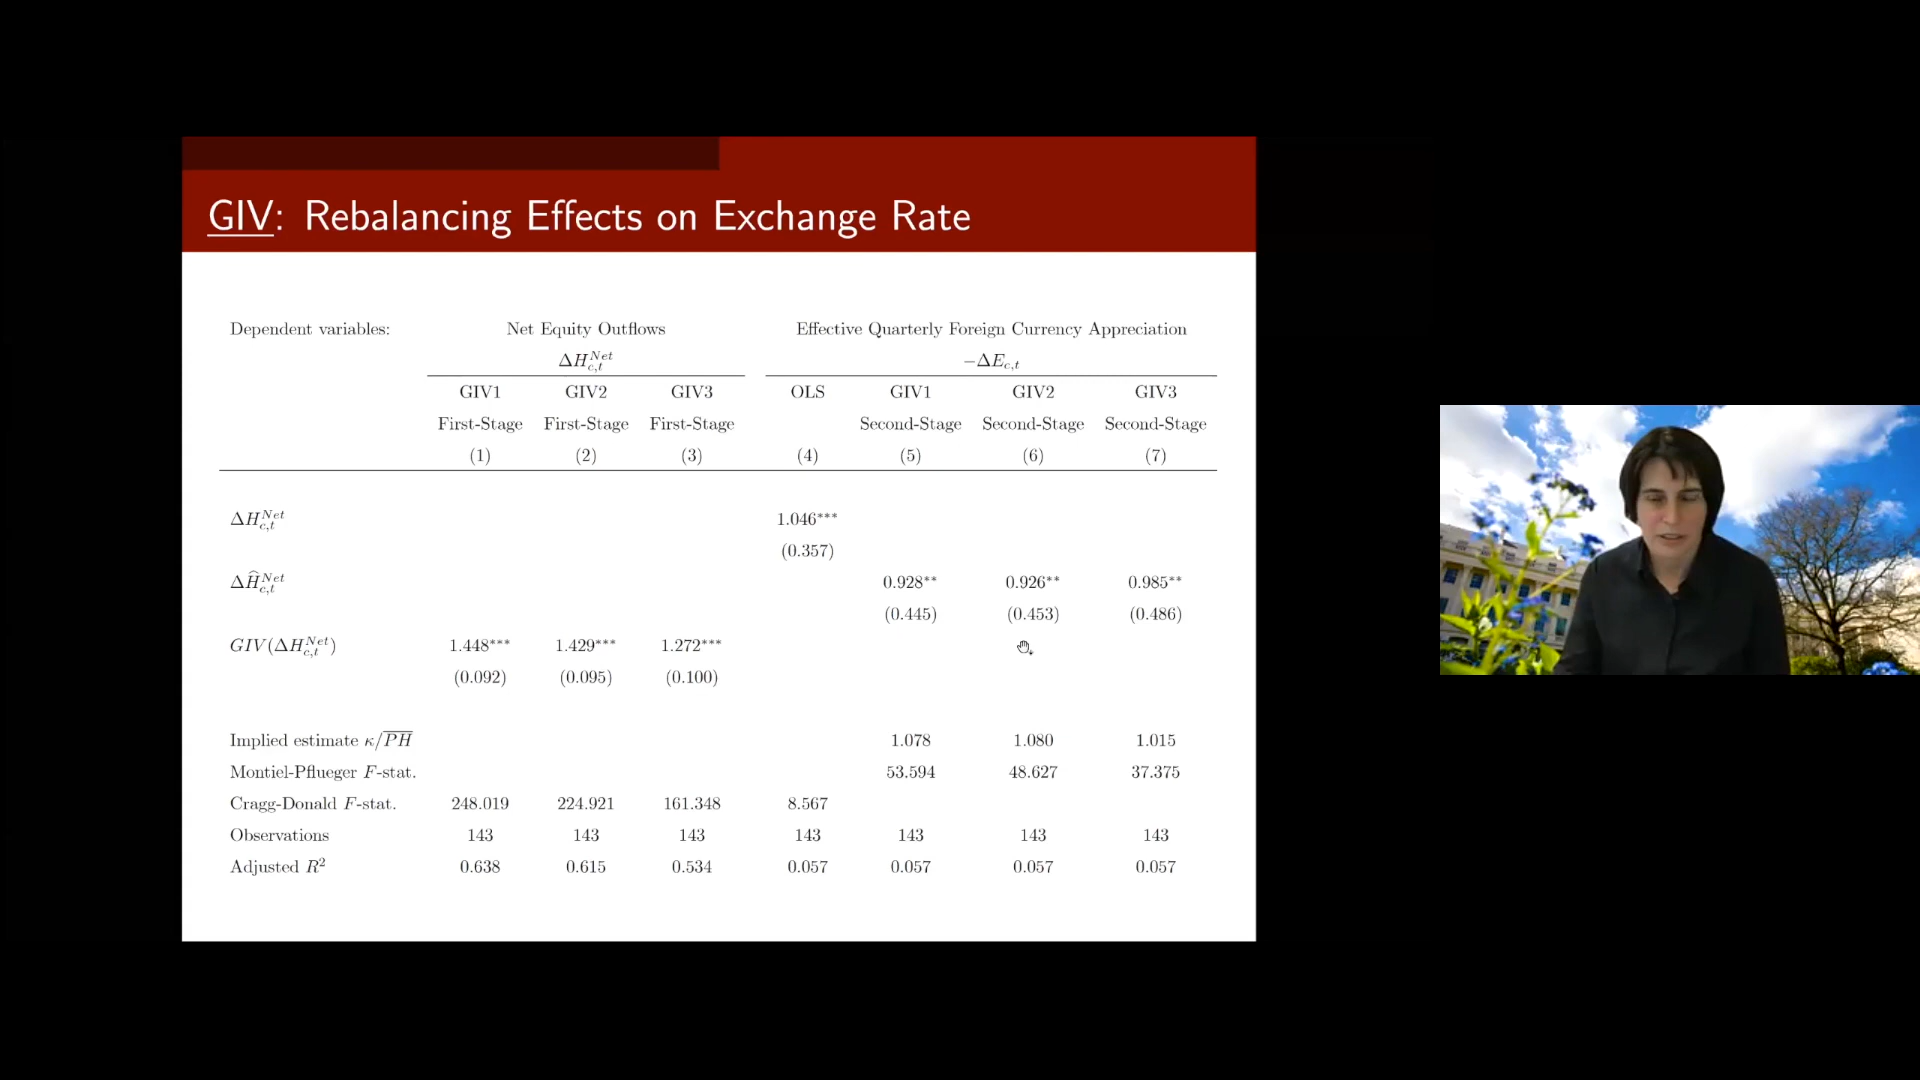 GIV: Rebalancing Effects on Exchange Rate
Dependent variables: Net Equity Outflows Effective Quarterly Foreign Currency Appreciation
ΔH^{Net}_{c,t} −ΔE_{c,t}
GIV1 GIV2 GIV3 OLS GIV1 GIV2 GIV3
First-Stage First-Stage First-Stage Second-Stage Second-Stage Second-Stage
(1) (2) (3) (4) (5) (6) (7)
ΔH^{Net}_{c,t} 1.046***
(0.357)
ΔĤ^{Net}_{c,t} 0.928** 0.926** 0.985**
(0.445) (0.453) (0.486)
GIV(ΔH^{Net}_{c,t}) 1.448*** 1.429*** 1.272***
(0.092) (0.095) (0.100)
Implied estimate κ/\overline{PH} 1.078 1.080 1.015
Montiel-Pflueger F-stat. 53.594 48.627 37.375
Cragg-Donald F-stat. 248.019 224.921 161.348 8.567
Observations 143 143 143 143 143 143 143
Adjusted R² 0.638 0.615 0.534 0.057 0.057 0.057 0.057